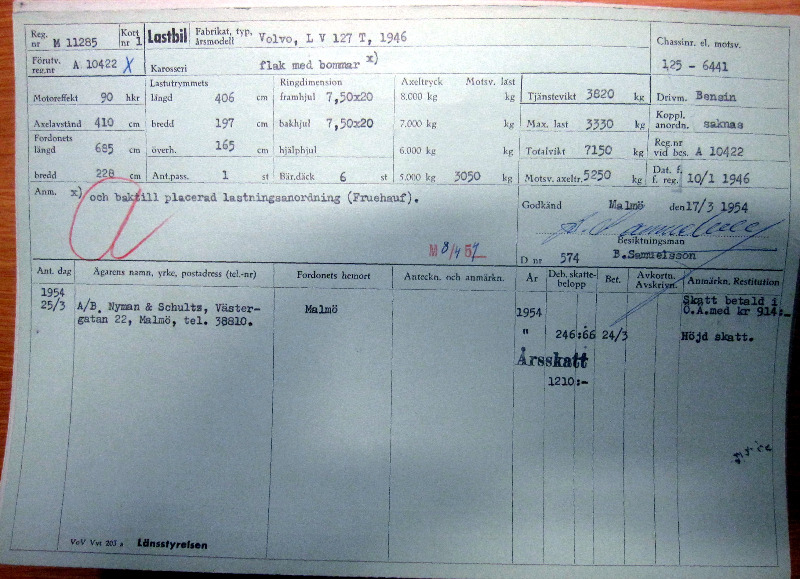 Reg. nr M 11285 Kort nr 1 Lastbil Fabrikat, typ, årsmodell Volvo, L V 127 T, 1946 Chassinr. el. motsv.
Förutv. reg.nr A 10422 X Karosseri flak med bommar x) 125 - 6441
Lastutrymmets Ringdimension Axeltryck Motsv. last
Motoreffekt 90 hkr längd 406 cm framhjul 7,50x20 8.000 kg kg Tjänstevikt 3820 kg Drivm. Bensin
Axelavstånd 410 cm bredd 197 cm bakhjul 7,50x20 7.000 kg kg Max. last 3330 kg Koppl. anordn. saknas
Fordonets längd 685 cm överh. 165 cm hjälphjul 6.000 kg kg Totalvikt 7150 kg Reg.nr vid bes. A 10422
bredd 228 cm Ant.pass. 1 st Bär.däck 6 st 5.000 kg 3050 kg Motsv. axeltr. 5250 kg Dat. f. f. reg. 10/1 1946
Anm. x) och baktill placerad lastningsanordning (Fruehauf).
a
Godkänd Malmö den 17/3 1954
Besiktningsman
M 8/4 57
D nr 574 B.Samuelsson
Ant. dag Ägarens namn, yrke, postadress (tel.-nr) Fordonets hemort Anteckn. och anmärkn. År Deb. skatte-belopp Bet. Avkortn. Avskrivn. Anmärkn. Restitution
1954
25/3 A/B. Nyman & Schults, Väster- Malmö 1954 Skatt betald i
gatan 22, Malmö, tel. 38810. Ö.Ä.med kr 914:-
" 246:66 24/3 Höjd skatt.
Årsskatt
1210:-
VoV Vvt 203 a Länsstyrelsen